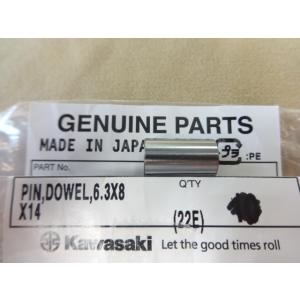 GENUINE PARTS
MADE IN JAPAN
:PE
PART No.
Q'TY
PIN,DOWEL,6.3X8
X14
(22E)
Kawasaki Let the good times roll